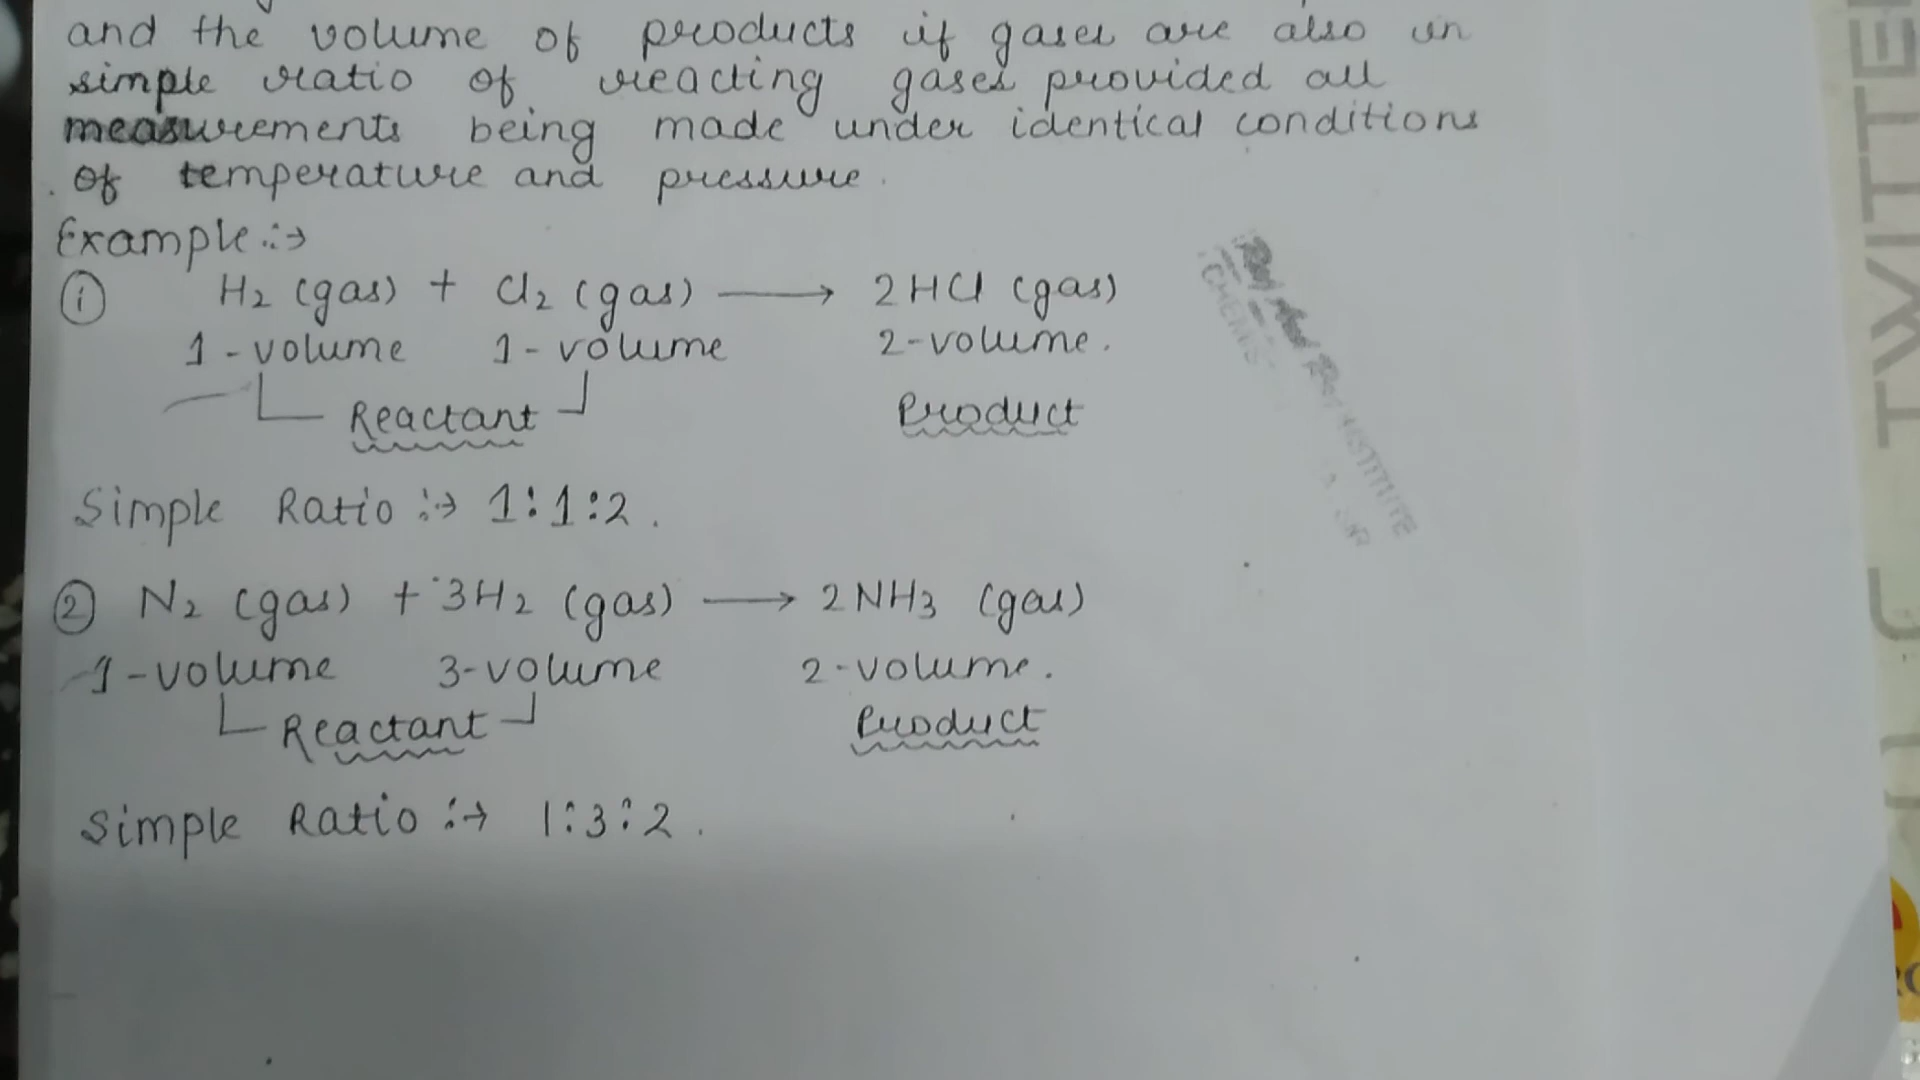 and the volume of products if gases are also in
simple ratio of reacting gases provided all
measurements being made under identical conditions
of temperature and pressure.
Example :→
① H2 (gas) + Cl2 (gas) ⟶ 2HCl (gas)
1-volume 1-volume 2-volume.
Reactant Product
Simple Ratio :→ 1:1:2.
② N2 (gas) + 3H2 (gas) ⟶ 2NH3 (gas)
1-volume 3-volume 2-volume.
Reactant Product
Simple Ratio :→ 1:3:2.
INSTITUTE
TWITTE